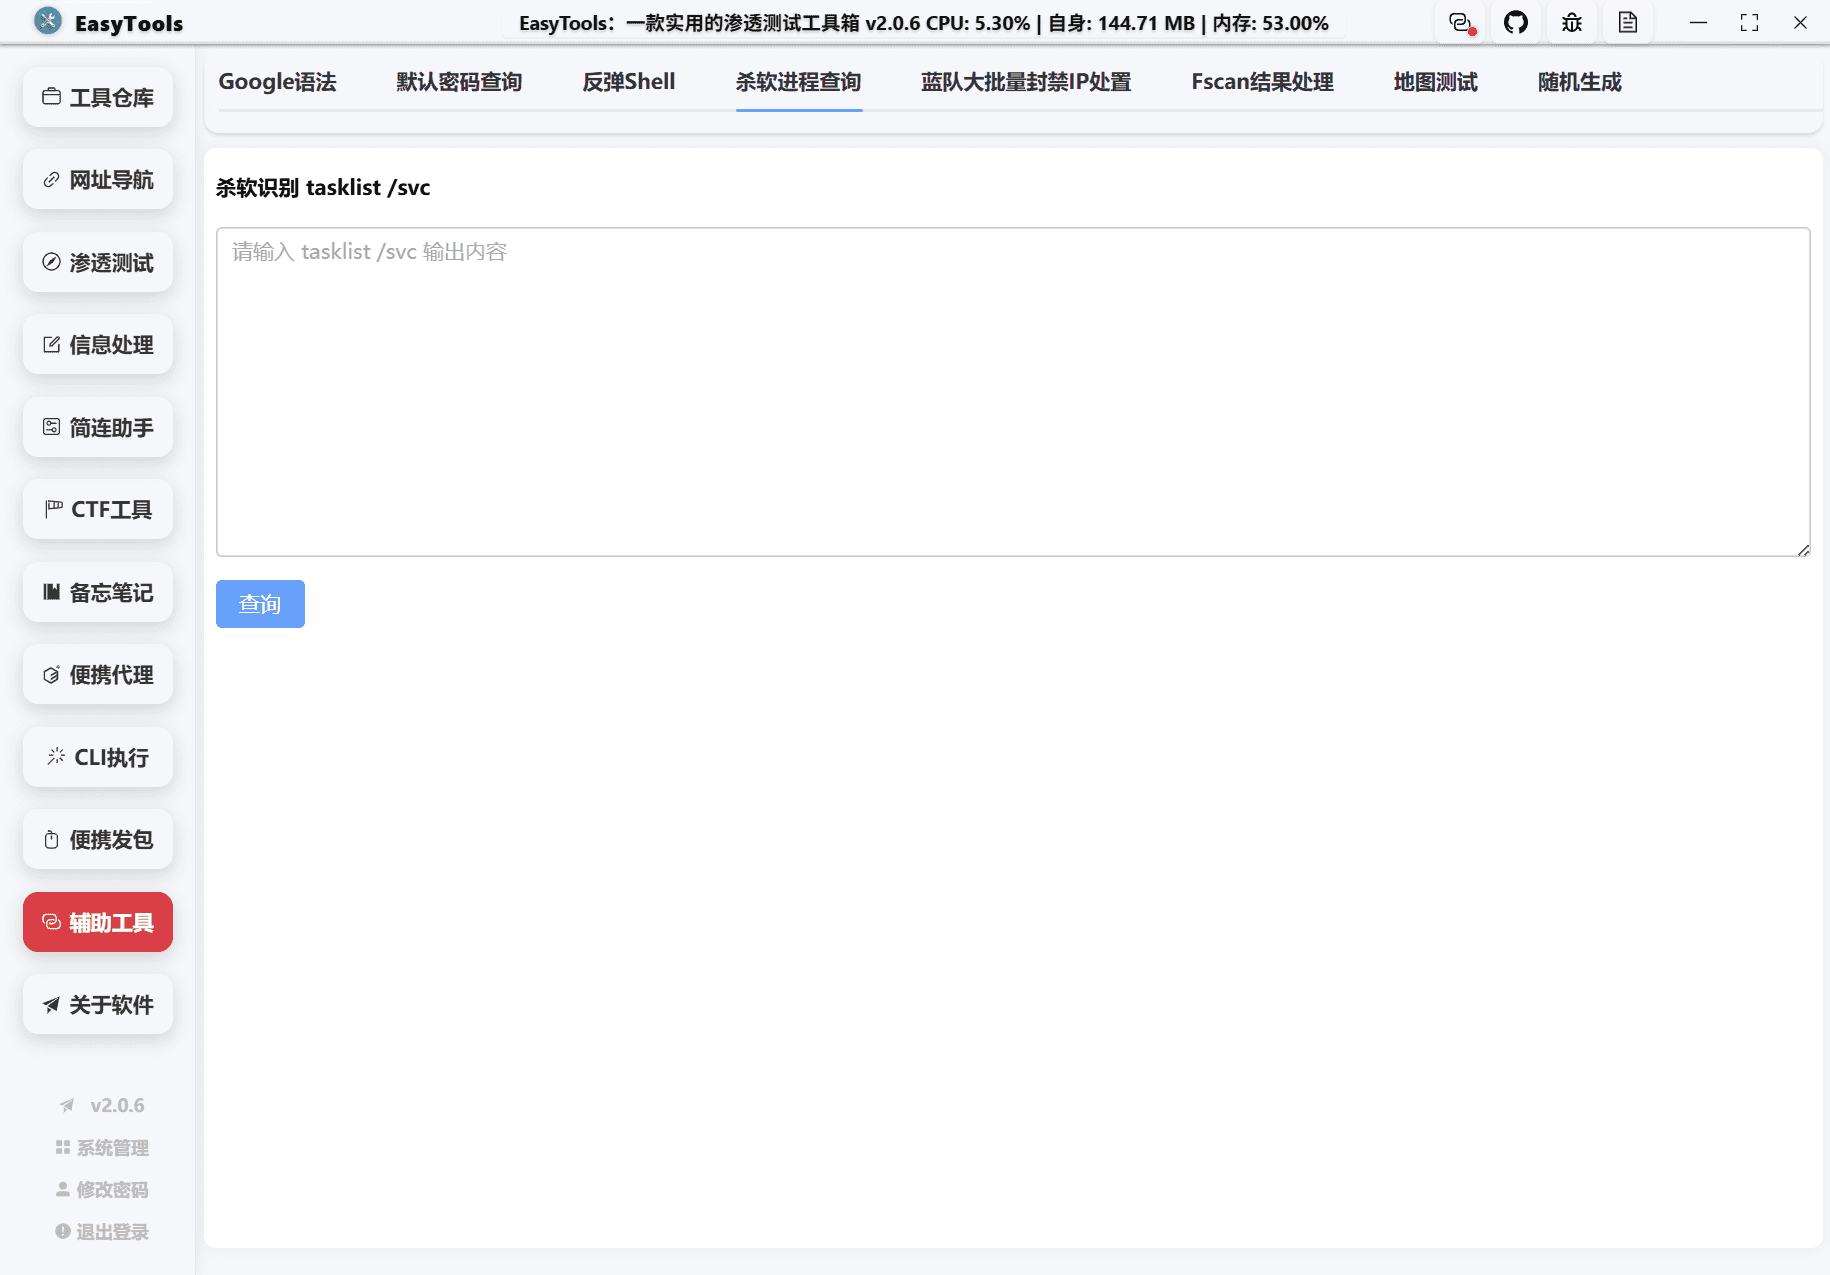 EasyTools
EasyTools：一款实用的渗透测试工具箱 v2.0.6 CPU: 5.30% | 自身: 144.71 MB | 内存: 53.00%
工具仓库
网址导航
渗透测试
信息处理
简连助手
CTF工具
备忘笔记
便携代理
CLI执行
便携发包
辅助工具
关于软件
v2.0.6
系统管理
修改密码
退出登录
Google语法 默认密码查询 反弹Shell 杀软进程查询 蓝队大批量封禁IP处置 Fscan结果处理 地图测试 随机生成
杀软识别 tasklist /svc
请输入 tasklist /svc 输出内容
查询